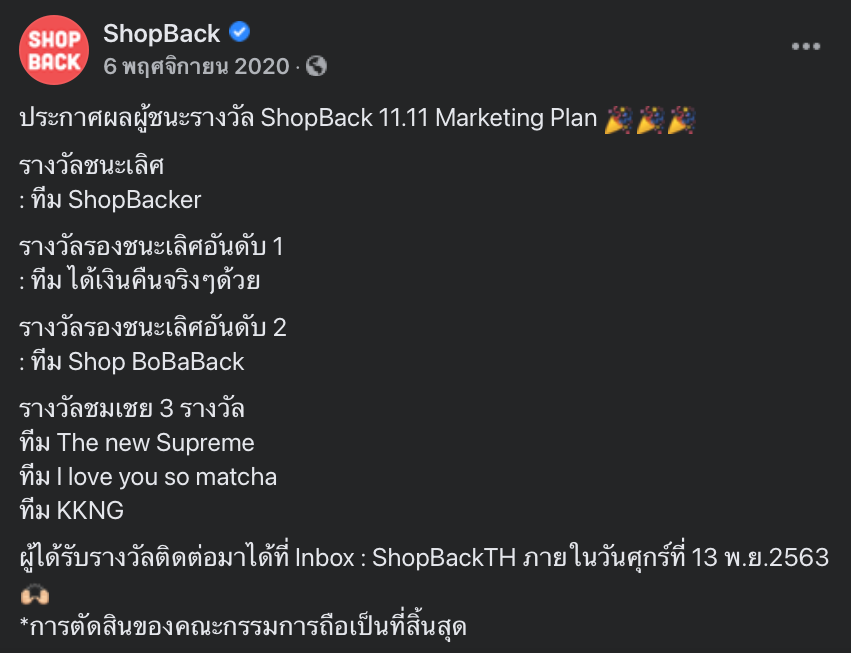 SHOP
BACK
ShopBack
6 พฤศจิกายน 2020 ·
ประกาศผลผู้ชนะรางวัล ShopBack 11.11 Marketing Plan 🎉🎉🎉
รางวัลชนะเลิศ
: ทีม ShopBacker
รางวัลรองชนะเลิศอันดับ 1
: ทีม ได้เงินคืนจริงๆด้วย
รางวัลรองชนะเลิศอันดับ 2
: ทีม Shop BoBaBack
รางวัลชมเชย 3 รางวัล
ทีม The new Supreme
ทีม I love you so matcha
ทีม KKNG
ผู้ได้รับรางวัลติดต่อมาได้ที่ Inbox : ShopBackTH ภายในวันศุกร์ที่ 13 พ.ย.2563
🙌🏻
*การตัดสินของคณะกรรมการถือเป็นที่สิ้นสุด